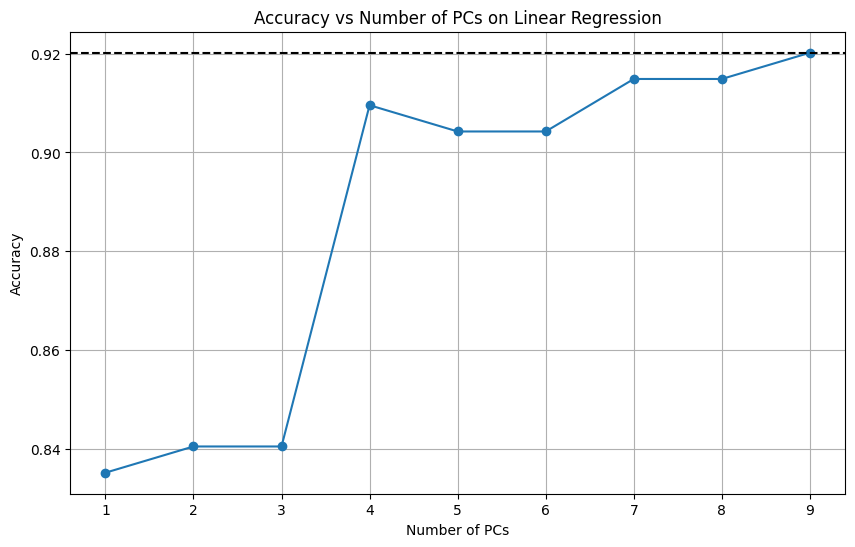 Accuracy vs Number of PCs on Linear Regression
0.92
0.90
0.88
0.86
0.84
Accuracy
1 2 3 4 5 6 7 8 9
Number of PCs